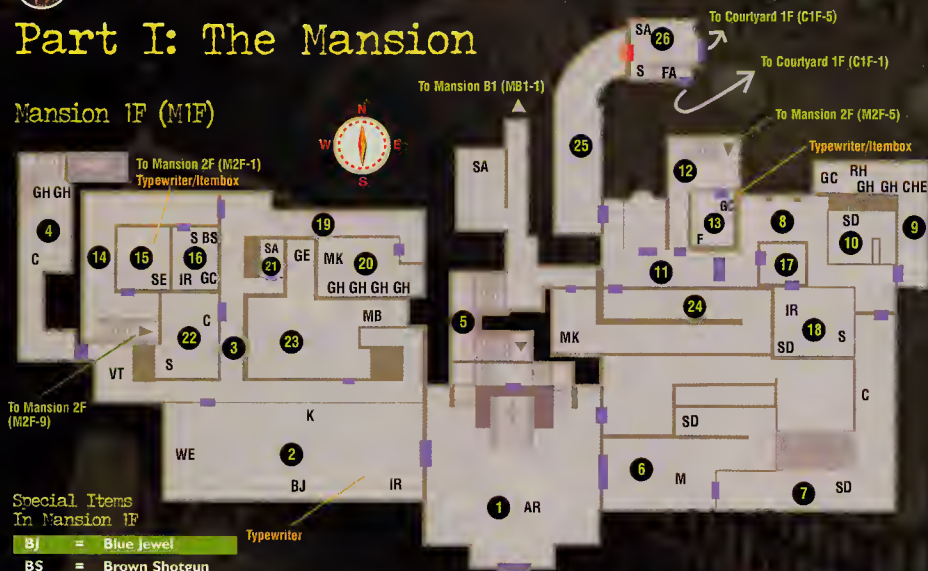 Part I: The Mansion
Mansion 1F (M1F)
To Courtyard 1F (C1F-5)
To Courtyard 1F (C1F-1)
To Mansion B1 (MB1-1)
To Mansion 2F (M2F-5)
Typewriter/Itembox
To Mansion 2F (M2F-1)
Typewriter/Itembox
N
W E
S
SA 26
S FA
25
SA
12
GC
13
F
8
GC RH
GH GH CHE
9
SD
10
17
11
GH GH
4
C
14
15
SE
S BS
16
IR GC
19
SA
21
GE
MK 20
GH GH GH GH
MB
C
22
S
3
23
5
MK
24
IR
18
S
SD
C
VT
To Mansion 2F
(M2F-9)
K
WE
2
BJ
IR
Typewriter
1 AR
SD
6
M
7
SD
Special Items
In Mansion 1F
BJ = Blue Jewel
BS = Brown Shotgun